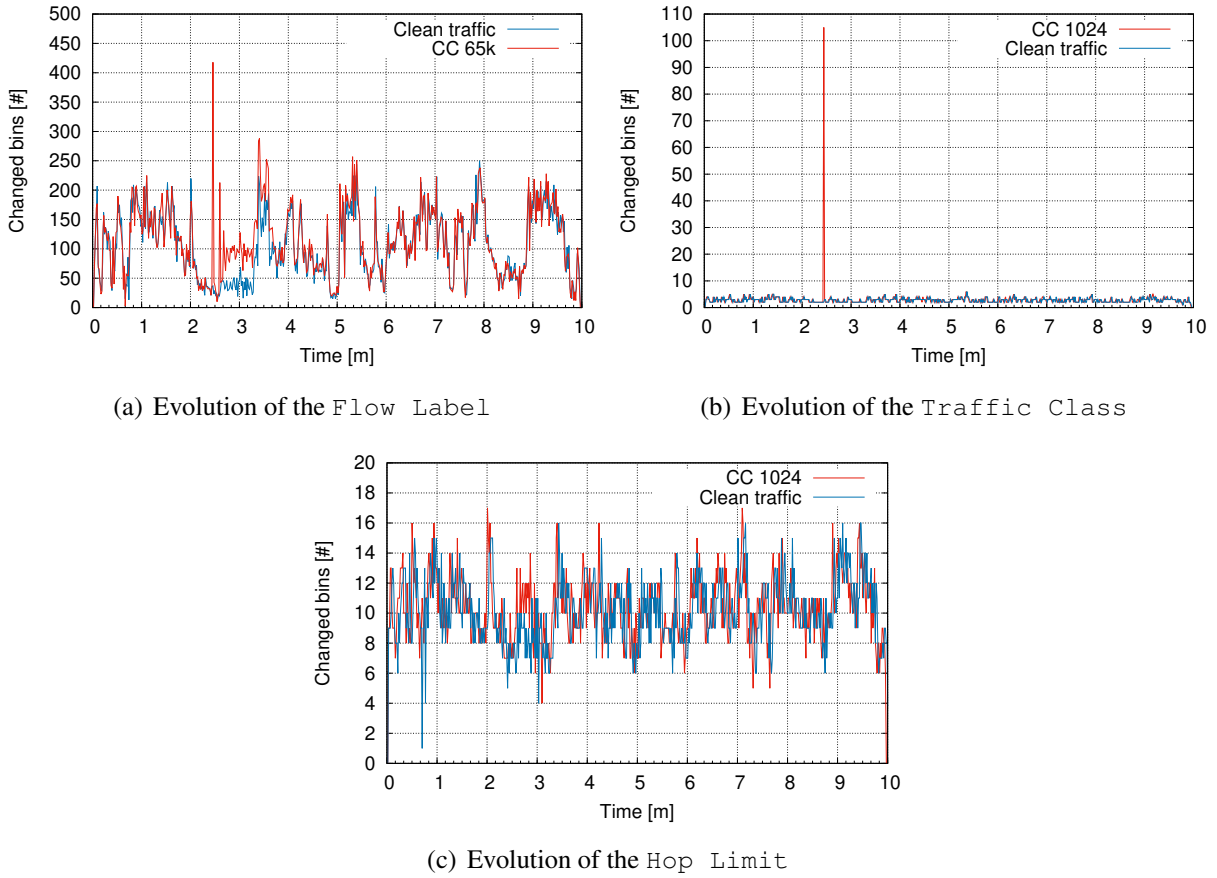 500
450
400
350
300
250
200
150
100
50
0
Changed bins [#]
Clean traffic
CC 65k
0 1 2 3 4 5 6 7 8 9 10
Time [m]
(a) Evolution of the Flow Label
110
100
90
80
70
60
50
40
30
20
10
0
Changed bins [#]
CC 1024
Clean traffic
0 1 2 3 4 5 6 7 8 9 10
Time [m]
(b) Evolution of the Traffic Class
20
18
16
14
12
10
8
6
4
2
0
Changed bins [#]
CC 1024
Clean traffic
0 1 2 3 4 5 6 7 8 9 10
Time [m]
(c) Evolution of the Hop Limit